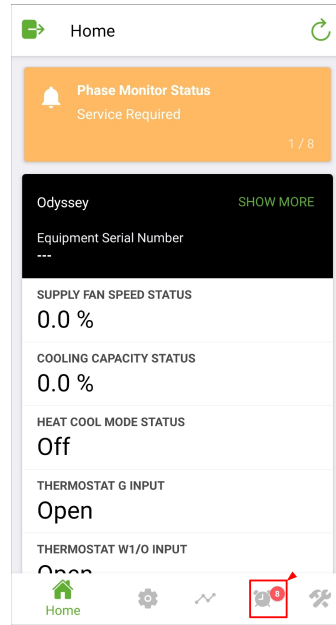 Home
Phase Monitor Status
Service Required
1 / 8
Odyssey SHOW MORE
Equipment Serial Number
---
SUPPLY FAN SPEED STATUS
0.0 %
COOLING CAPACITY STATUS
0.0 %
HEAT COOL MODE STATUS
Off
THERMOSTAT G INPUT
Open
THERMOSTAT W1/O INPUT
Open
8
Home